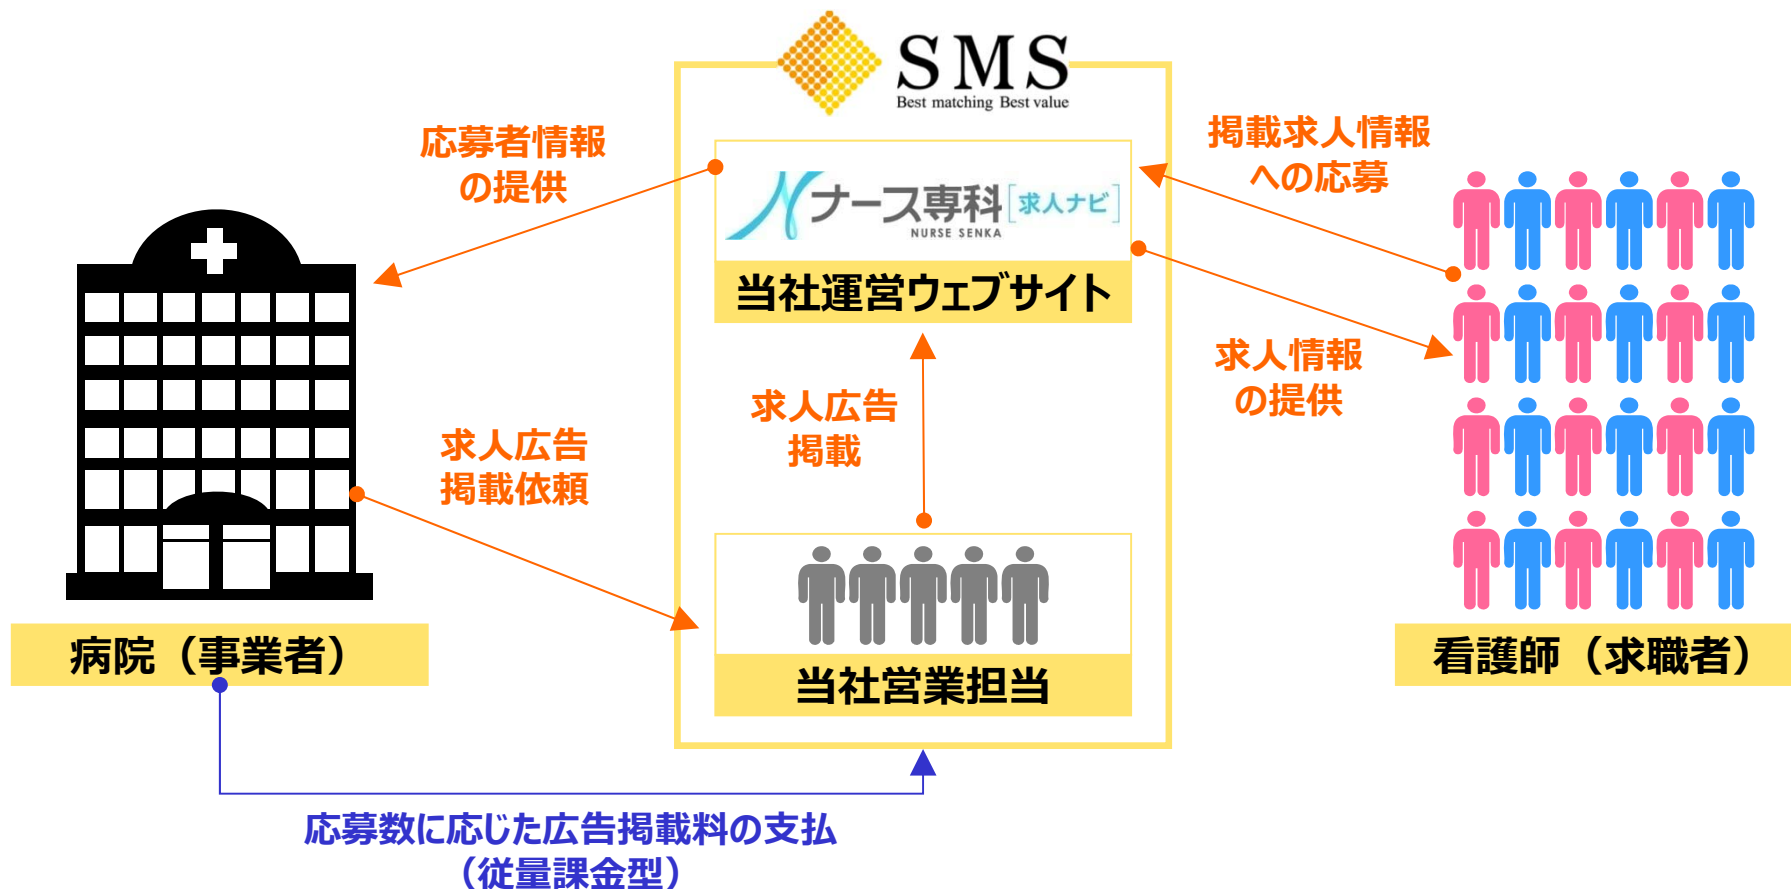 SMS
Best matching Best value
応募者情報
の提供
掲載求人情報
への応募
ナース専科[求人ナビ]
NURSE SENKA
当社運営ウェブサイト
求人情報
の提供
求人広告
掲載
求人広告
掲載依頼
病院（事業者）
当社営業担当
看護師（求職者）
応募数に応じた広告掲載料の支払
（従量課金型）